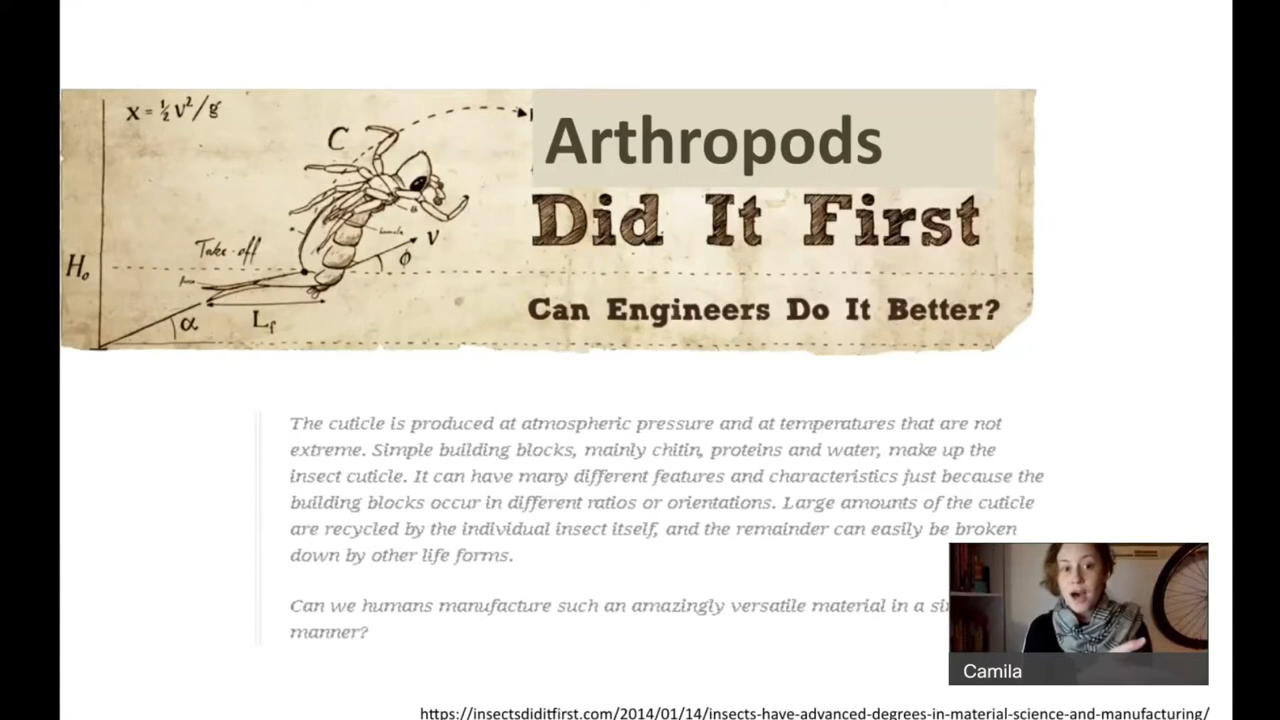 x = ½ v²/g
C
Arthropods
Did It First
Take-off
v
ϕ
H₀
α
L_f
Can Engineers Do It Better?
The cuticle is produced at atmospheric pressure and at temperatures that are not
extreme. Simple building blocks, mainly chitin, proteins and water, make up the
insect cuticle. It can have many different features and characteristics just because the
building blocks occur in different ratios or orientations. Large amounts of the cuticle
are recycled by the individual insect itself, and the remainder can easily be broken
down by other life forms.
Can we humans manufacture such an amazingly versatile material in a
manner?
Camila
https://insectsdiditfirst.com/2014/01/14/insects-have-advanced-degrees-in-material-science-and-manufacturing/